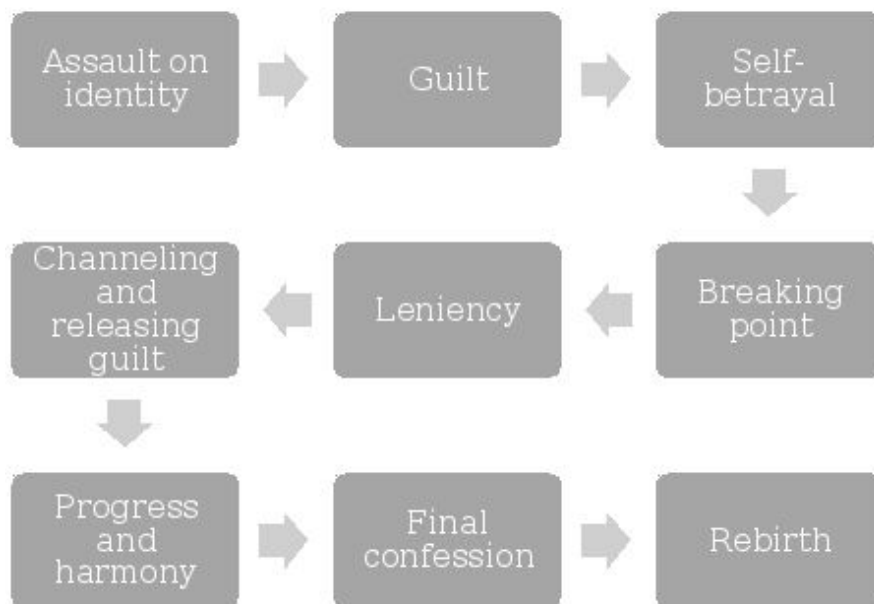 Assault on
identity
Guilt
Self-
betrayal
Breaking
point
Leniency
Channeling
and
releasing
guilt
Progress
and
harmony
Final
confession
Rebirth